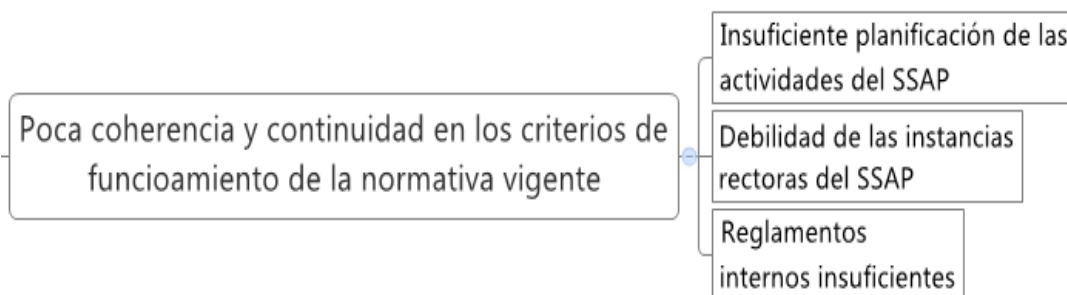 Poca coherencia y continuidad en los criterios de
funcioamiento de la normativa vigente
Insuficiente planificación de las
actividades del SSAP
Debilidad de las instancias
rectoras del SSAP
Reglamentos
internos insuficientes